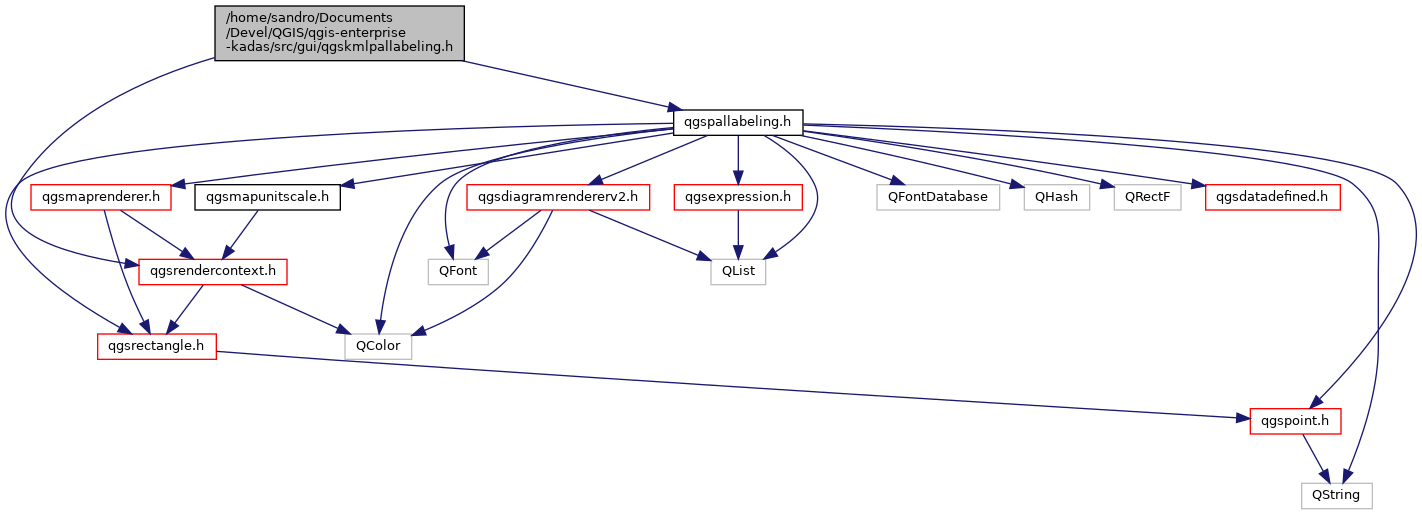 /home/sandro/Documents
/Devel/QGIS/qgis-enterprise
-kadas/src/gui/qgskmlpallabeling.h
qgspallabeling.h
qgsmaprenderer.h
qgsmapunitscale.h
qgsdiagramrendererv2.h
qgsexpression.h
QFontDatabase
QHash
QRectF
qgsdatadefined.h
qgsrendercontext.h
QFont
QList
qgsrectangle.h
QColor
qgspoint.h
QString